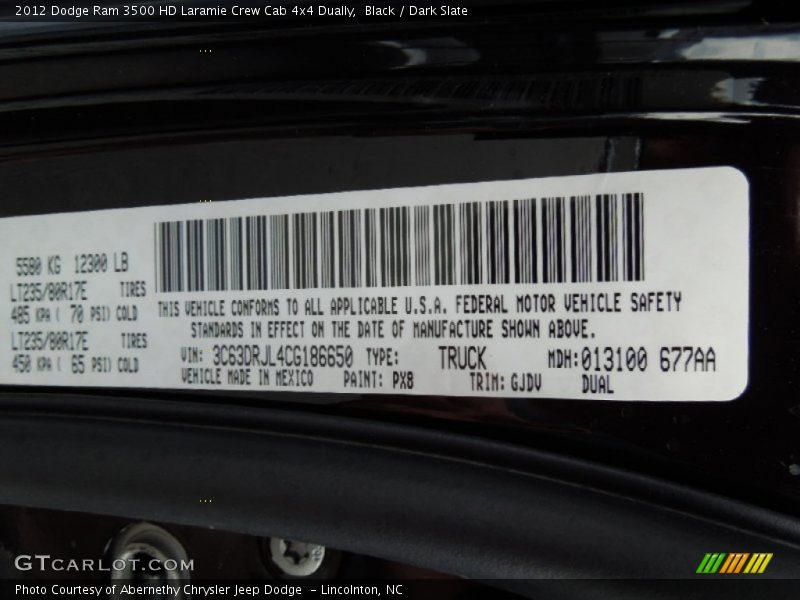 2012 Dodge Ram 3500 HD Laramie Crew Cab 4x4 Dually, Black / Dark Slate
5580 KG 12300 LB
LT235/80R17E TIRES
485 KPA ( 70 PSI) COLD
LT235/80R17E TIRES
450 KPA ( 65 PSI) COLD
THIS VEHICLE CONFORMS TO ALL APPLICABLE U.S.A. FEDERAL MOTOR VEHICLE SAFETY
STANDARDS IN EFFECT ON THE DATE OF MANUFACTURE SHOWN ABOVE.
VIN: 3C63DRJL4CG186650 TYPE: TRUCK MDH:013100 677AA
VEHICLE MADE IN MEXICO PAINT: PX8 TRIM: GJDV DUAL
GTCARLOT.COM
Photo Courtesy of Abernethy Chrysler Jeep Dodge - Lincolnton, NC